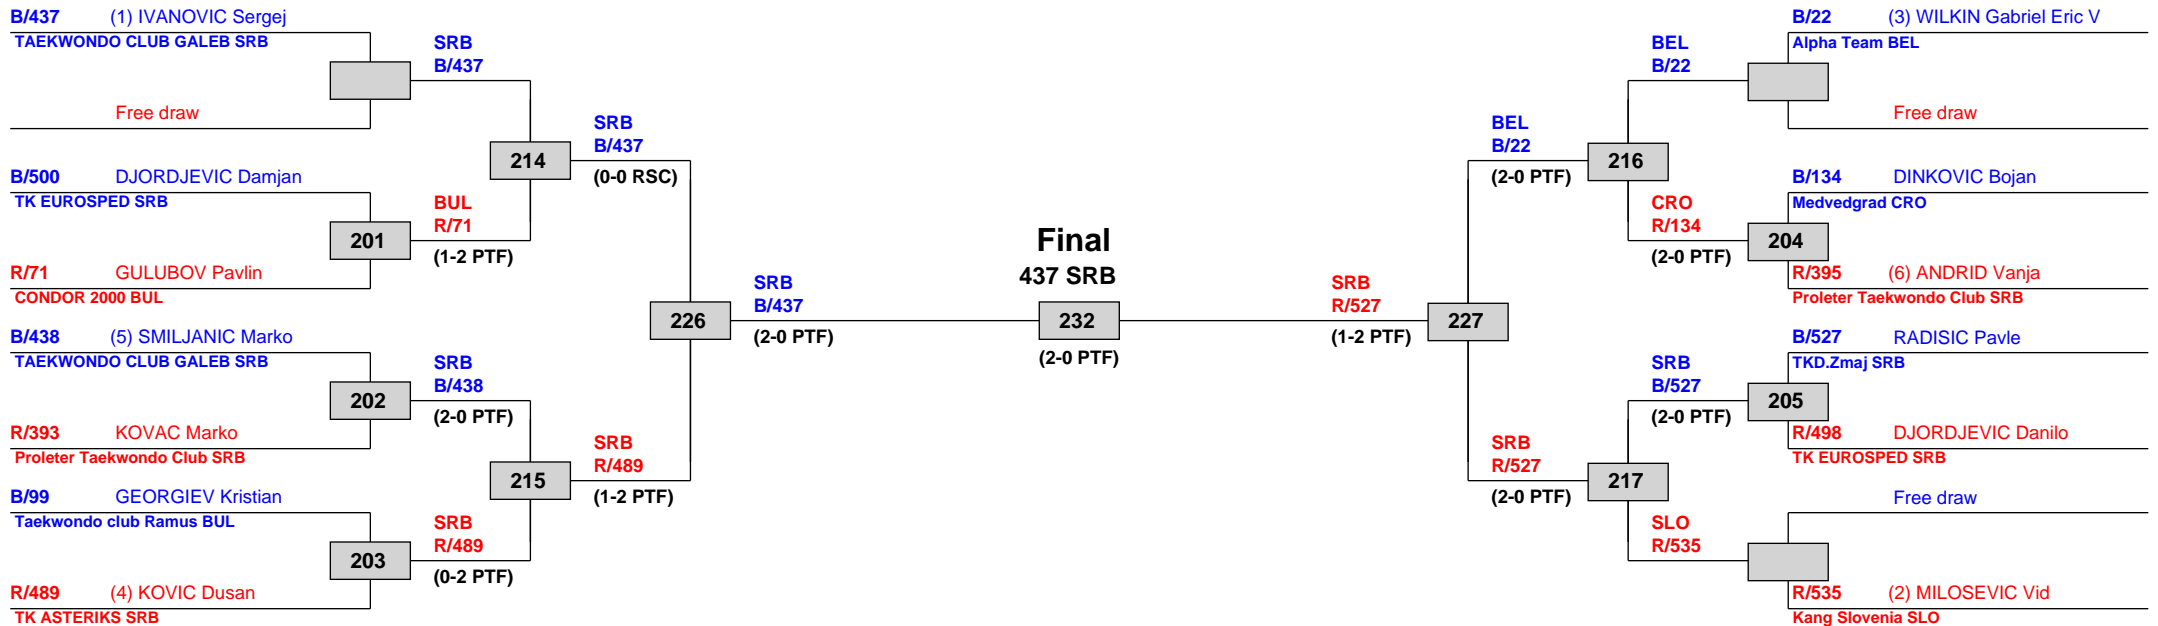 B/437 (1) IVANOVIC Sergej
TAEKWONDO CLUB GALEB SRB
Free draw
B/500 DJORDJEVIC Damjan
TK EUROSPED SRB
201
R/71 GULUBOV Pavlin
CONDOR 2000 BUL
B/438 (5) SMILJANIC Marko
TAEKWONDO CLUB GALEB SRB
202
R/393 KOVAC Marko
Proleter Taekwondo Club SRB
B/99 GEORGIEV Kristian
Taekwondo club Ramus BUL
203
R/489 (4) KOVIC Dusan
TK ASTERIKS SRB
SRB
B/437
214
BUL
R/71
(1-2 PTF)
SRB
B/438
(2-0 PTF)
215
SRB
R/489
(0-2 PTF)
SRB
B/437
(0-0 RSC)
226
SRB
R/489
(1-2 PTF)
SRB
B/437
(2-0 PTF)
Final
437 SRB
232
(2-0 PTF)
SRB
R/527
(1-2 PTF)
227
BEL
B/22
(2-0 PTF)
SRB
R/527
(2-0 PTF)
BEL
B/22
216
CRO
R/134
(2-0 PTF)
SRB
B/527
(2-0 PTF)
217
SLO
R/535
B/22 (3) WILKIN Gabriel Eric V
Alpha Team BEL
Free draw
B/134 DINKOVIC Bojan
Medvedgrad CRO
204
R/395 (6) ANDRID Vanja
Proleter Taekwondo Club SRB
B/527 RADISIC Pavle
TKD.Zmaj SRB
205
R/498 DJORDJEVIC Danilo
TK EUROSPED SRB
Free draw
R/535 (2) MILOSEVIC Vid
Kang Slovenia SLO